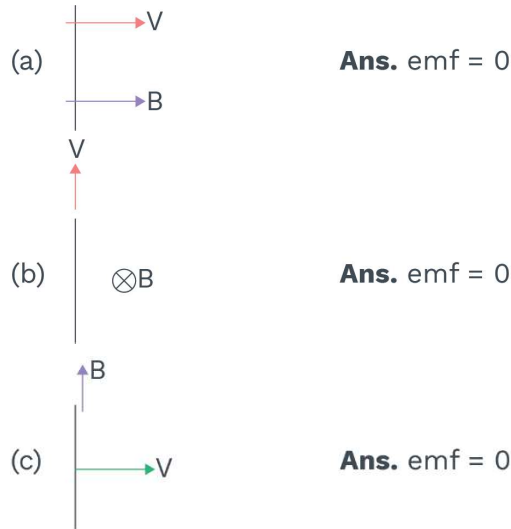 V
(a) Ans. emf = 0
B
V
(b) ⊗B Ans. emf = 0
B
(c) V Ans. emf = 0